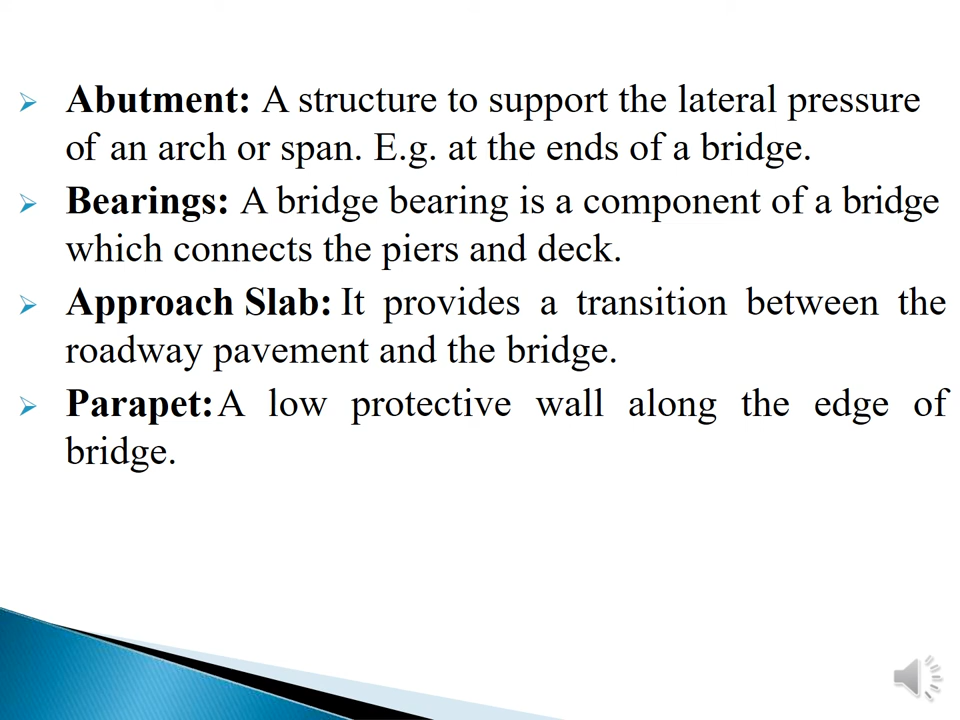 Abutment: A structure to support the lateral pressure
of an arch or span. E.g. at the ends of a bridge.
Bearings: A bridge bearing is a component of a bridge
which connects the piers and deck.
Approach Slab: It provides a transition between the
roadway pavement and the bridge.
Parapet: A low protective wall along the edge of
bridge.